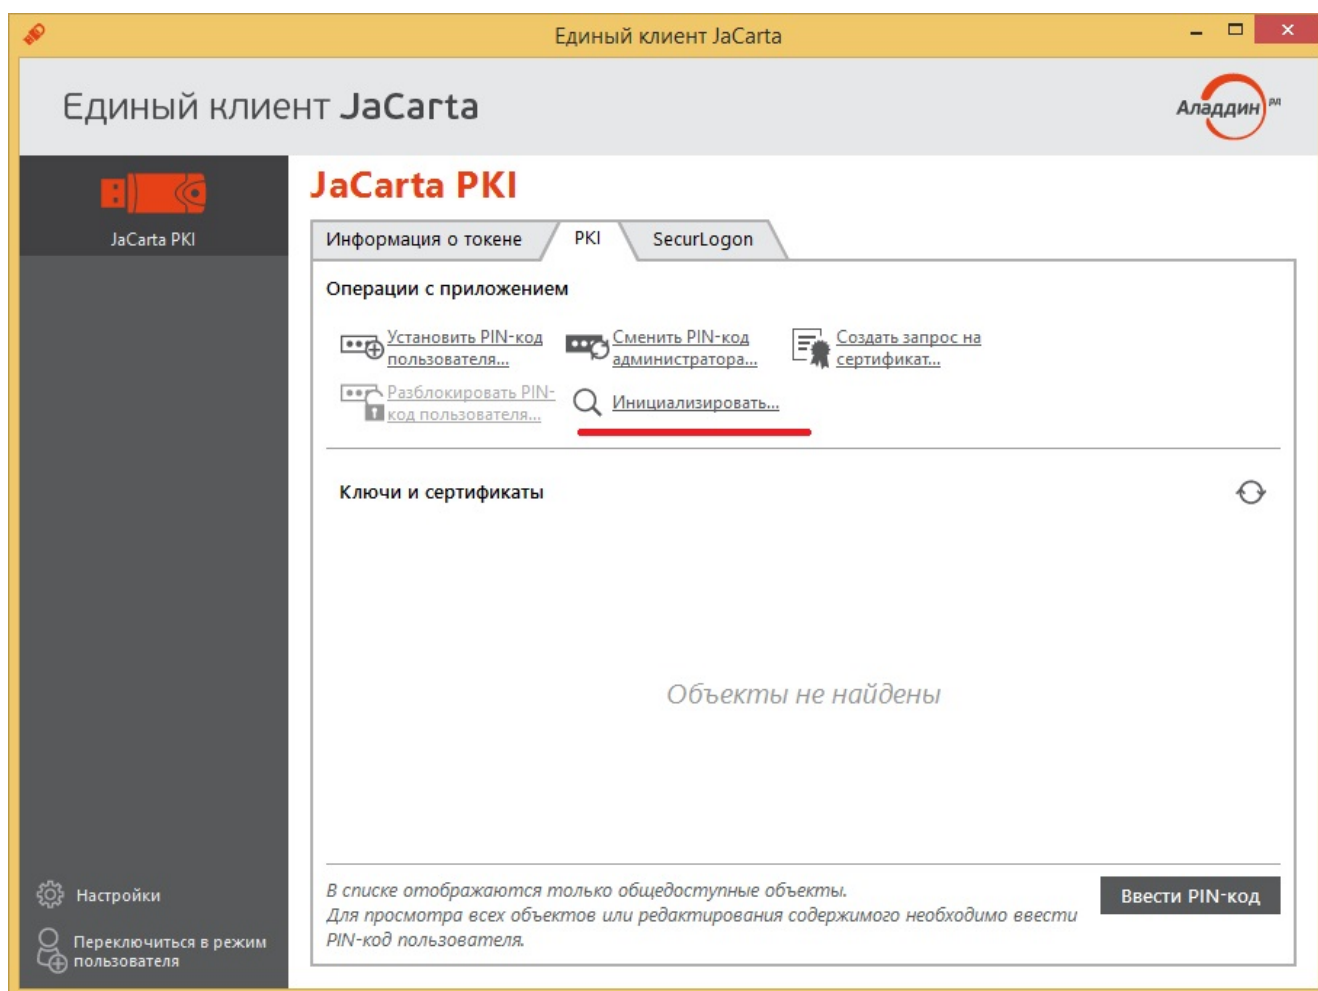 Единый клиент JaCarta
Единый клиент JaCarta
Аладдин РД
JaCarta PKI
JaCarta PKI
Информация о токене PKI SecurLogon
Операции с приложением
Установить PIN-код
пользователя...
Сменить PIN-код
администратора...
Создать запрос на
сертификат...
Разблокировать PIN-
код пользователя...
Инициализировать...
Ключи и сертификаты
Объекты не найдены
Настройки
Переключиться в режим
пользователя
В списке отображаются только общедоступные объекты.
Для просмотра всех объектов или редактирования содержимого необходимо ввести
PIN-код пользователя.
Ввести PIN-код